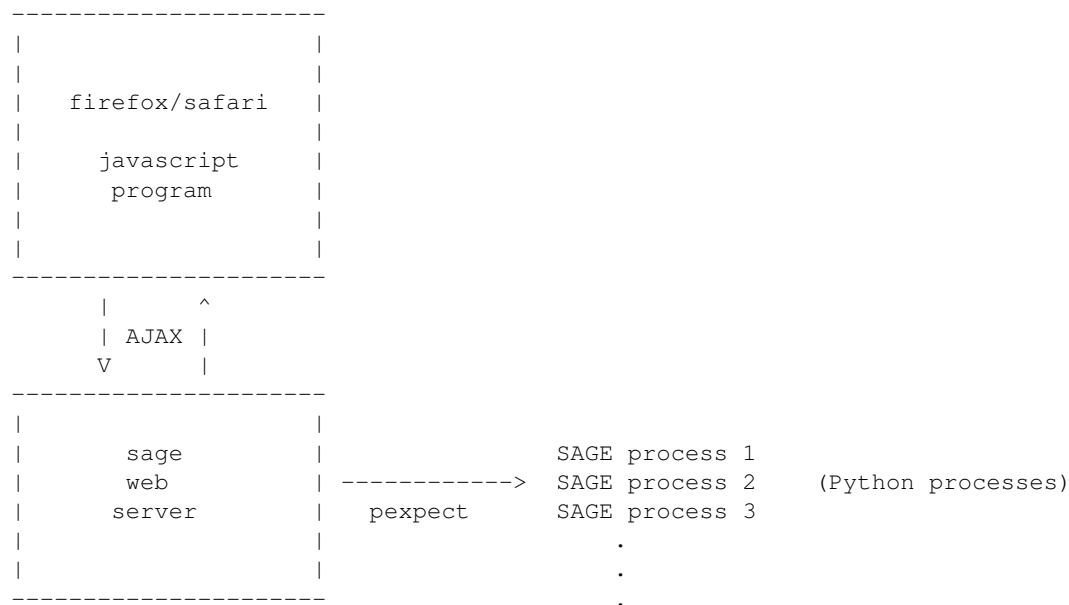 firefox/safari
javascript
program
AJAX
sage SAGE process 1
web SAGE process 2 (Python processes)
server pexpect SAGE process 3